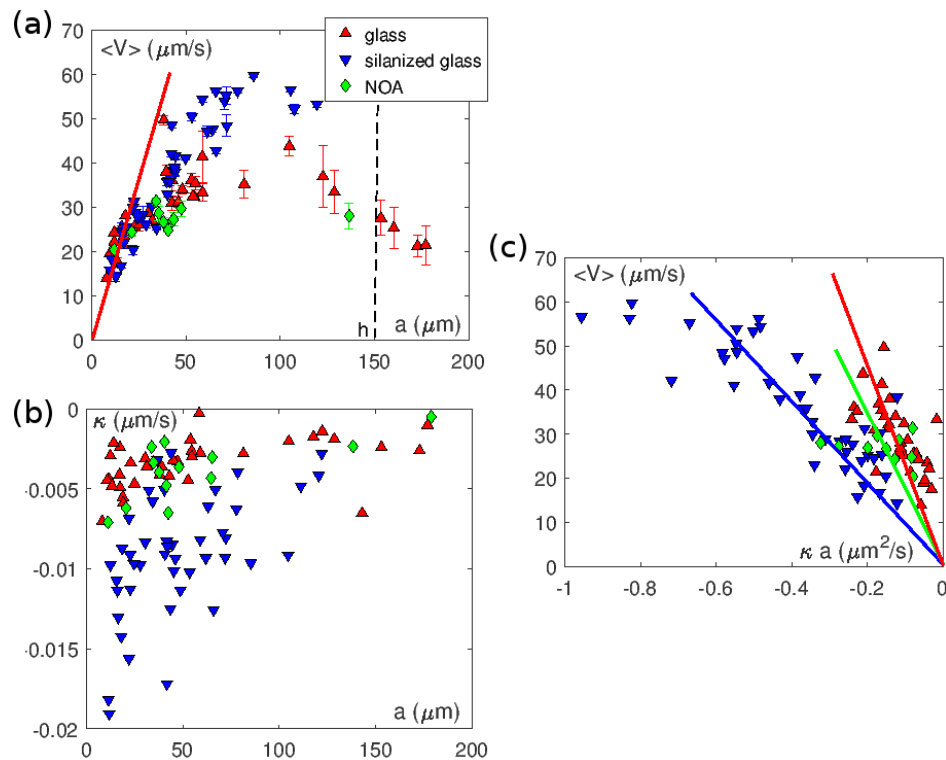 (a)
<V> (μm/s)
glass
silanized glass
NOA
70
60
50
40
30
20
10
0
h
a (μm)
0
50
100
150
200
(b)
κ (μm/s)
0
-0.005
-0.01
-0.015
-0.02
a (μm)
0
50
100
150
200
(c)
<V> (μm/s)
70
60
50
40
30
20
10
0
κ a (μm²/s)
-1
-0.8
-0.6
-0.4
-0.2
0